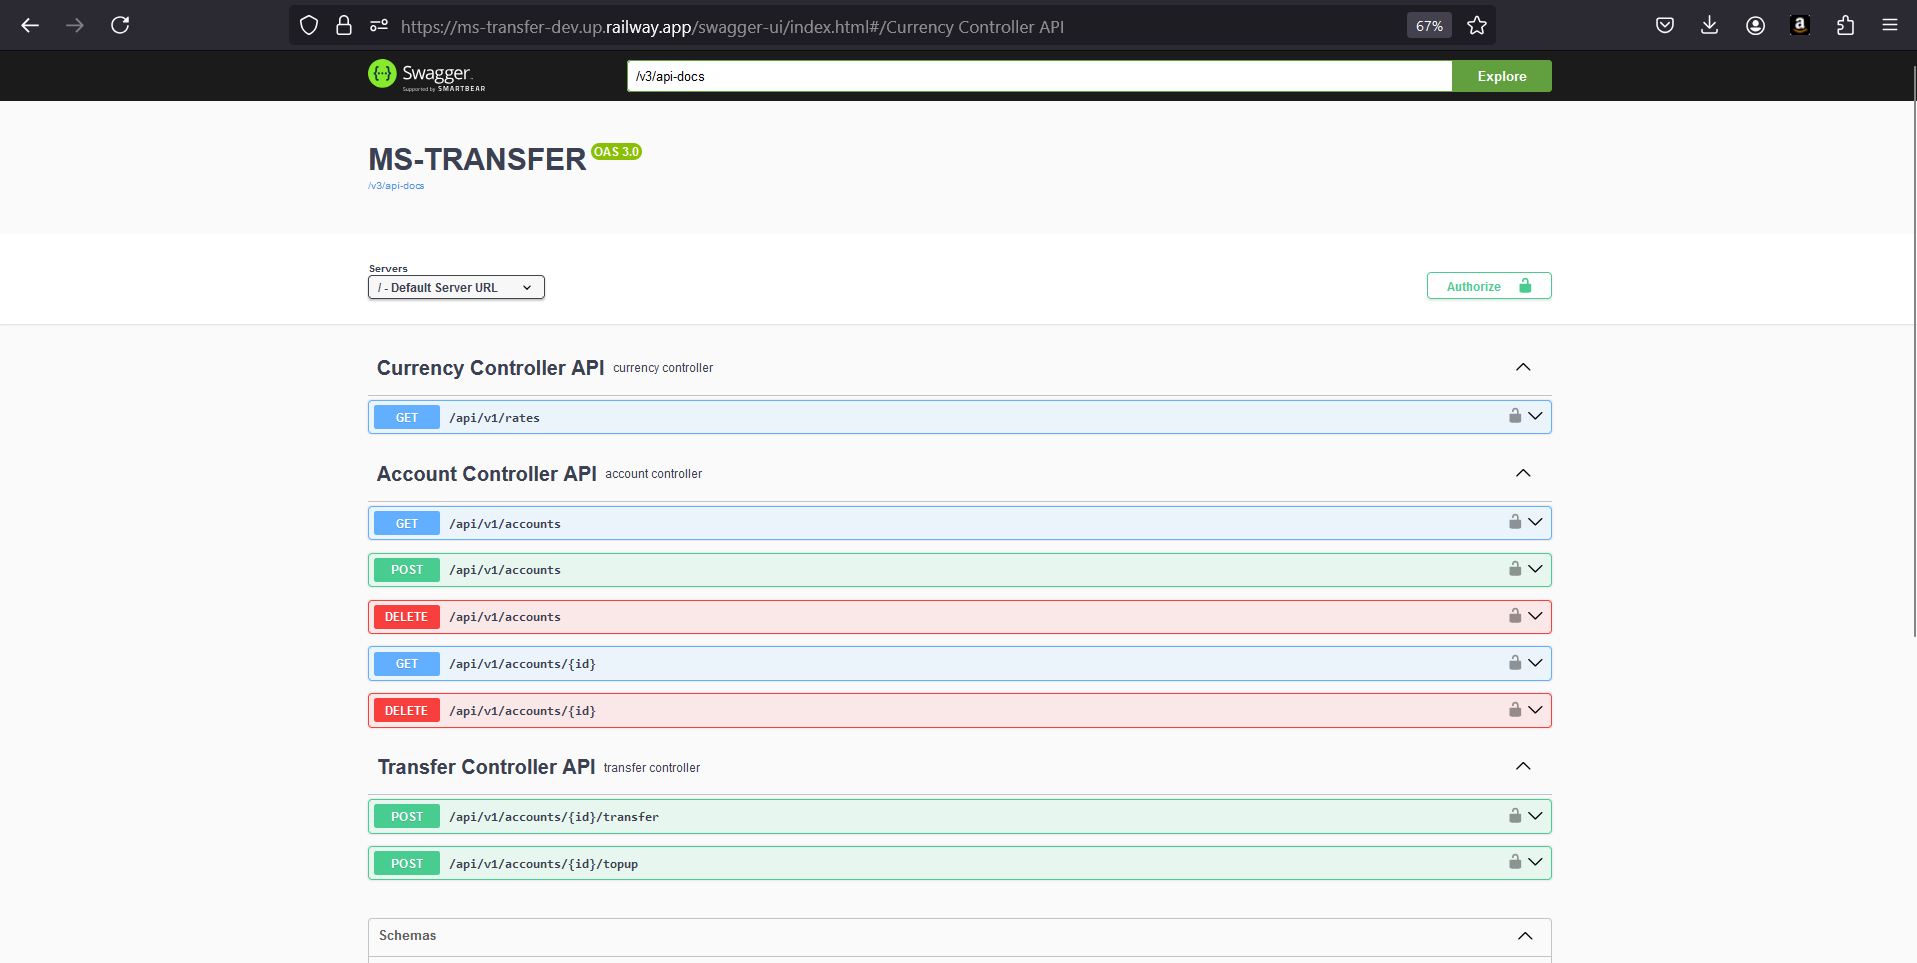 https://ms-transfer-dev.up.railway.app/swagger-ui/index.html#/Currency Controller API
67%
Swagger.
Supported by SMARTBEAR
/v3/api-docs
Explore
MS-TRANSFER
OAS 3.0
/v3/api-docs
Servers
/ - Default Server URL
Authorize
Currency Controller API currency controller
GET /api/v1/rates
Account Controller API account controller
GET /api/v1/accounts
POST /api/v1/accounts
DELETE /api/v1/accounts
GET /api/v1/accounts/{id}
DELETE /api/v1/accounts/{id}
Transfer Controller API transfer controller
POST /api/v1/accounts/{id}/transfer
POST /api/v1/accounts/{id}/topup
Schemas